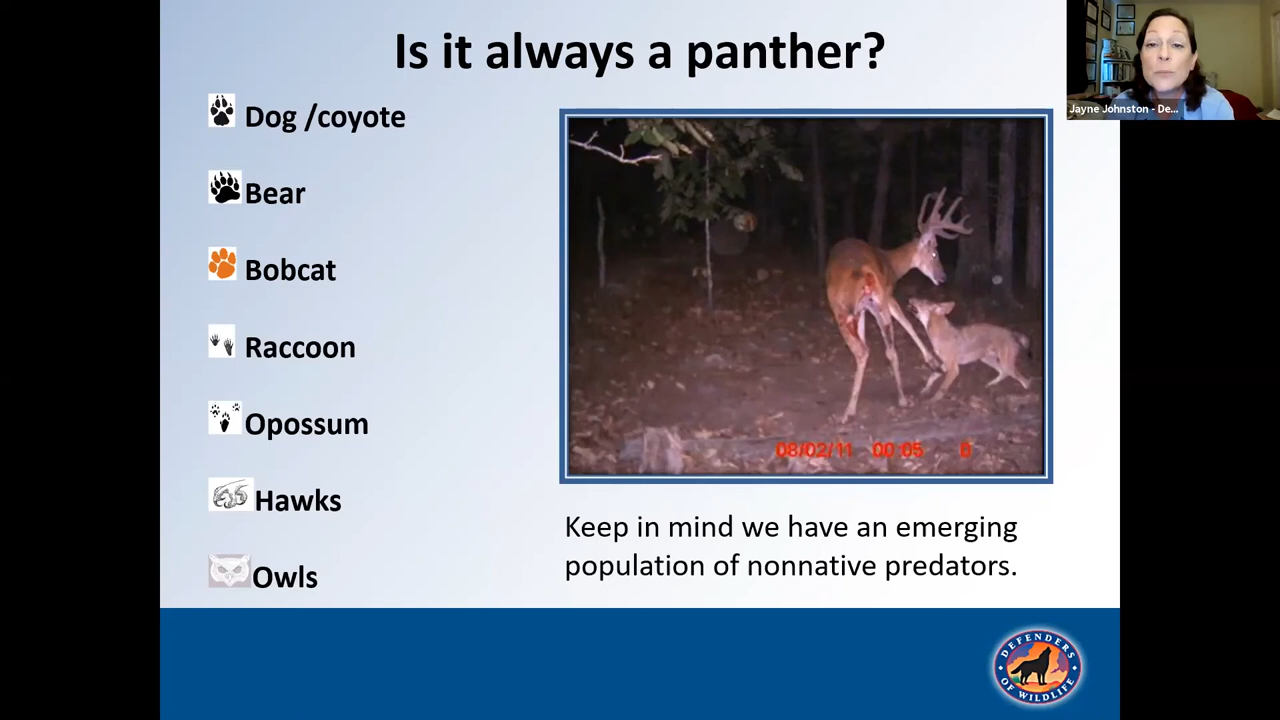 Is it always a panther?
Jayne Johnston - De...
Dog /coyote
Bear
Bobcat
Raccoon
Opossum
Hawks
Owls
08/02/11 00:05 0
Keep in mind we have an emerging
population of nonnative predators.
DEFENDERS
OF WILDLIFE